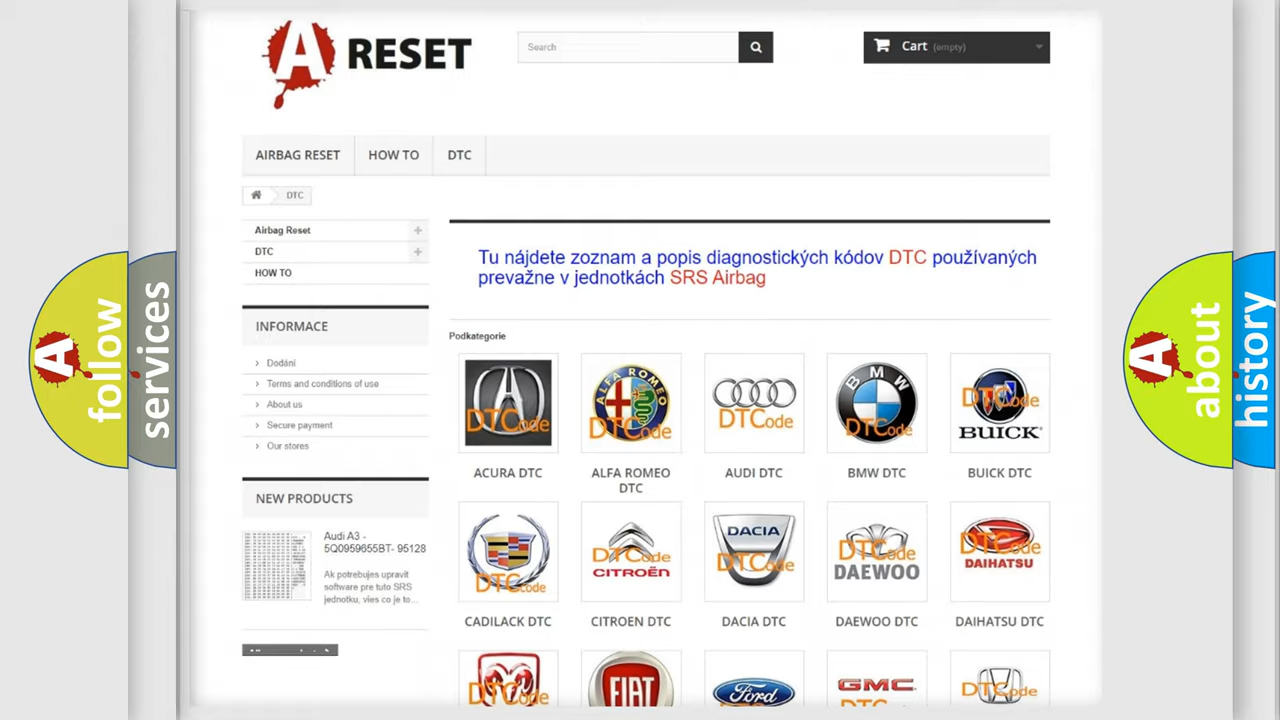 A RESET
Search
Cart (empty)
AIRBAG RESET
HOW TO
DTC
DTC
Airbag Reset
DTC
HOW TO
INFORMACE
Dodání
Terms and conditions of use
About us
Secure payment
Our stores
NEW PRODUCTS
Audi A3 -
5Q0959655BT- 95128
Ak potrebujes upravit
software pre tuto SRS
jednotku, vies co je to...
Tu nájdete zoznam a popis diagnostických kódov DTC používaných
prevažne v jednotkách SRS Airbag
Podkategorie
DTCode
ALFA ROMEO
DTCode
DTCode
BMW
DTCode
DTCode
BUICK
ACURA DTC
ALFA ROMEO
DTC
AUDI DTC
BMW DTC
BUICK DTC
DTCode
DTCode
CITROËN
DACIA
DTCode
DTCode
DAEWOO
DTCode
DAIHATSU
CADILACK DTC
CITROEN DTC
DACIA DTC
DAEWOO DTC
DAIHATSU DTC
DTCode
FIAT
Ford
GMC
DTCode
A
follow
services
A
about
history